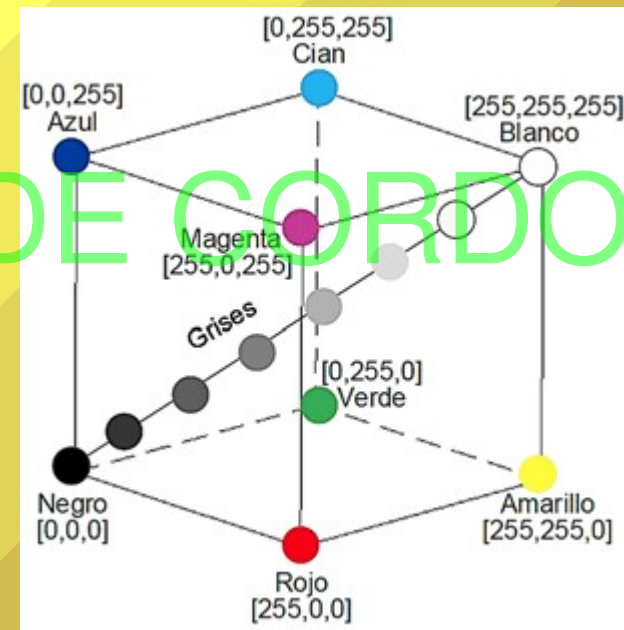 [0,255,255]
Cian
[0,0,255]
Azul
[255,255,255]
Blanco
DE CORDO
Magenta
[255,0,255]
Grises
[0,255,0]
Verde
Negro
[0,0,0]
Amarillo
[255,255,0]
Rojo
[255,0,0]